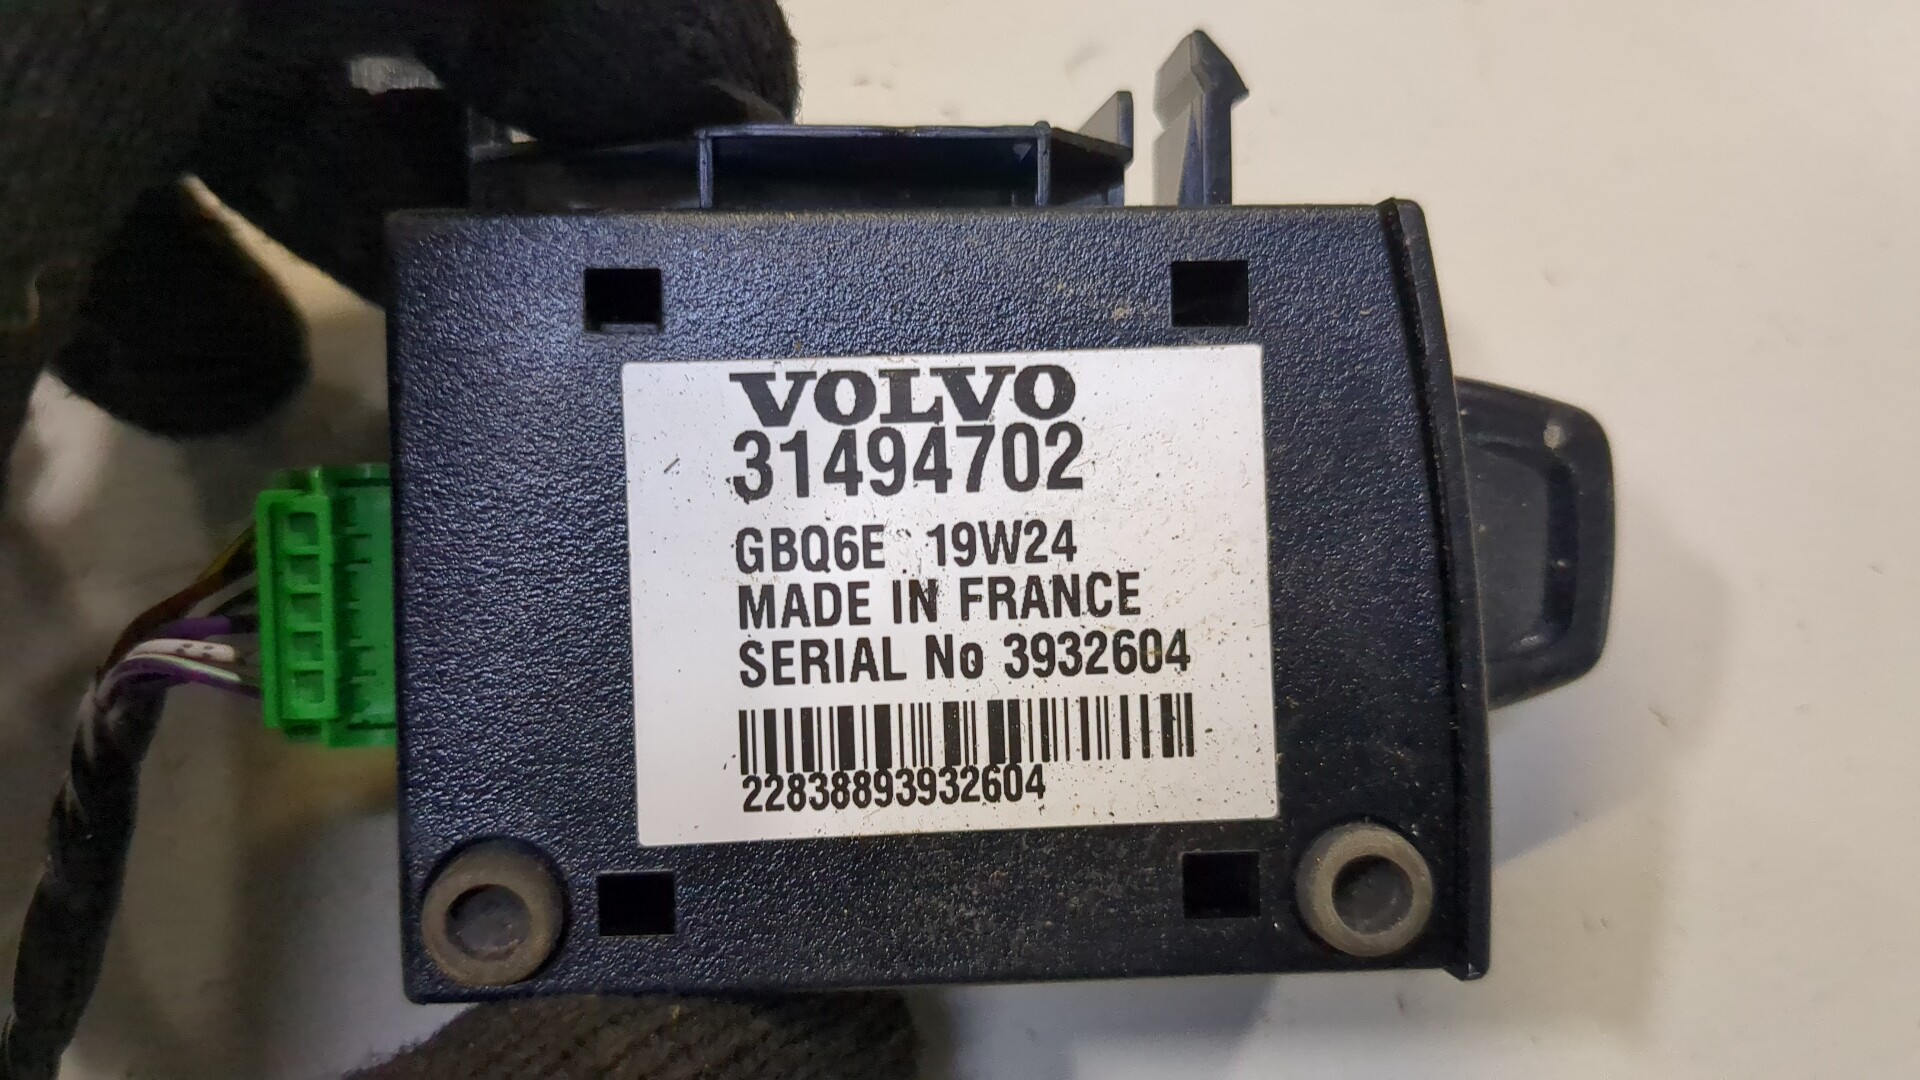 VOLVO
31494702
GBQ6E 19W24
MADE IN FRANCE
SERIAL No 3932604
22838893932604